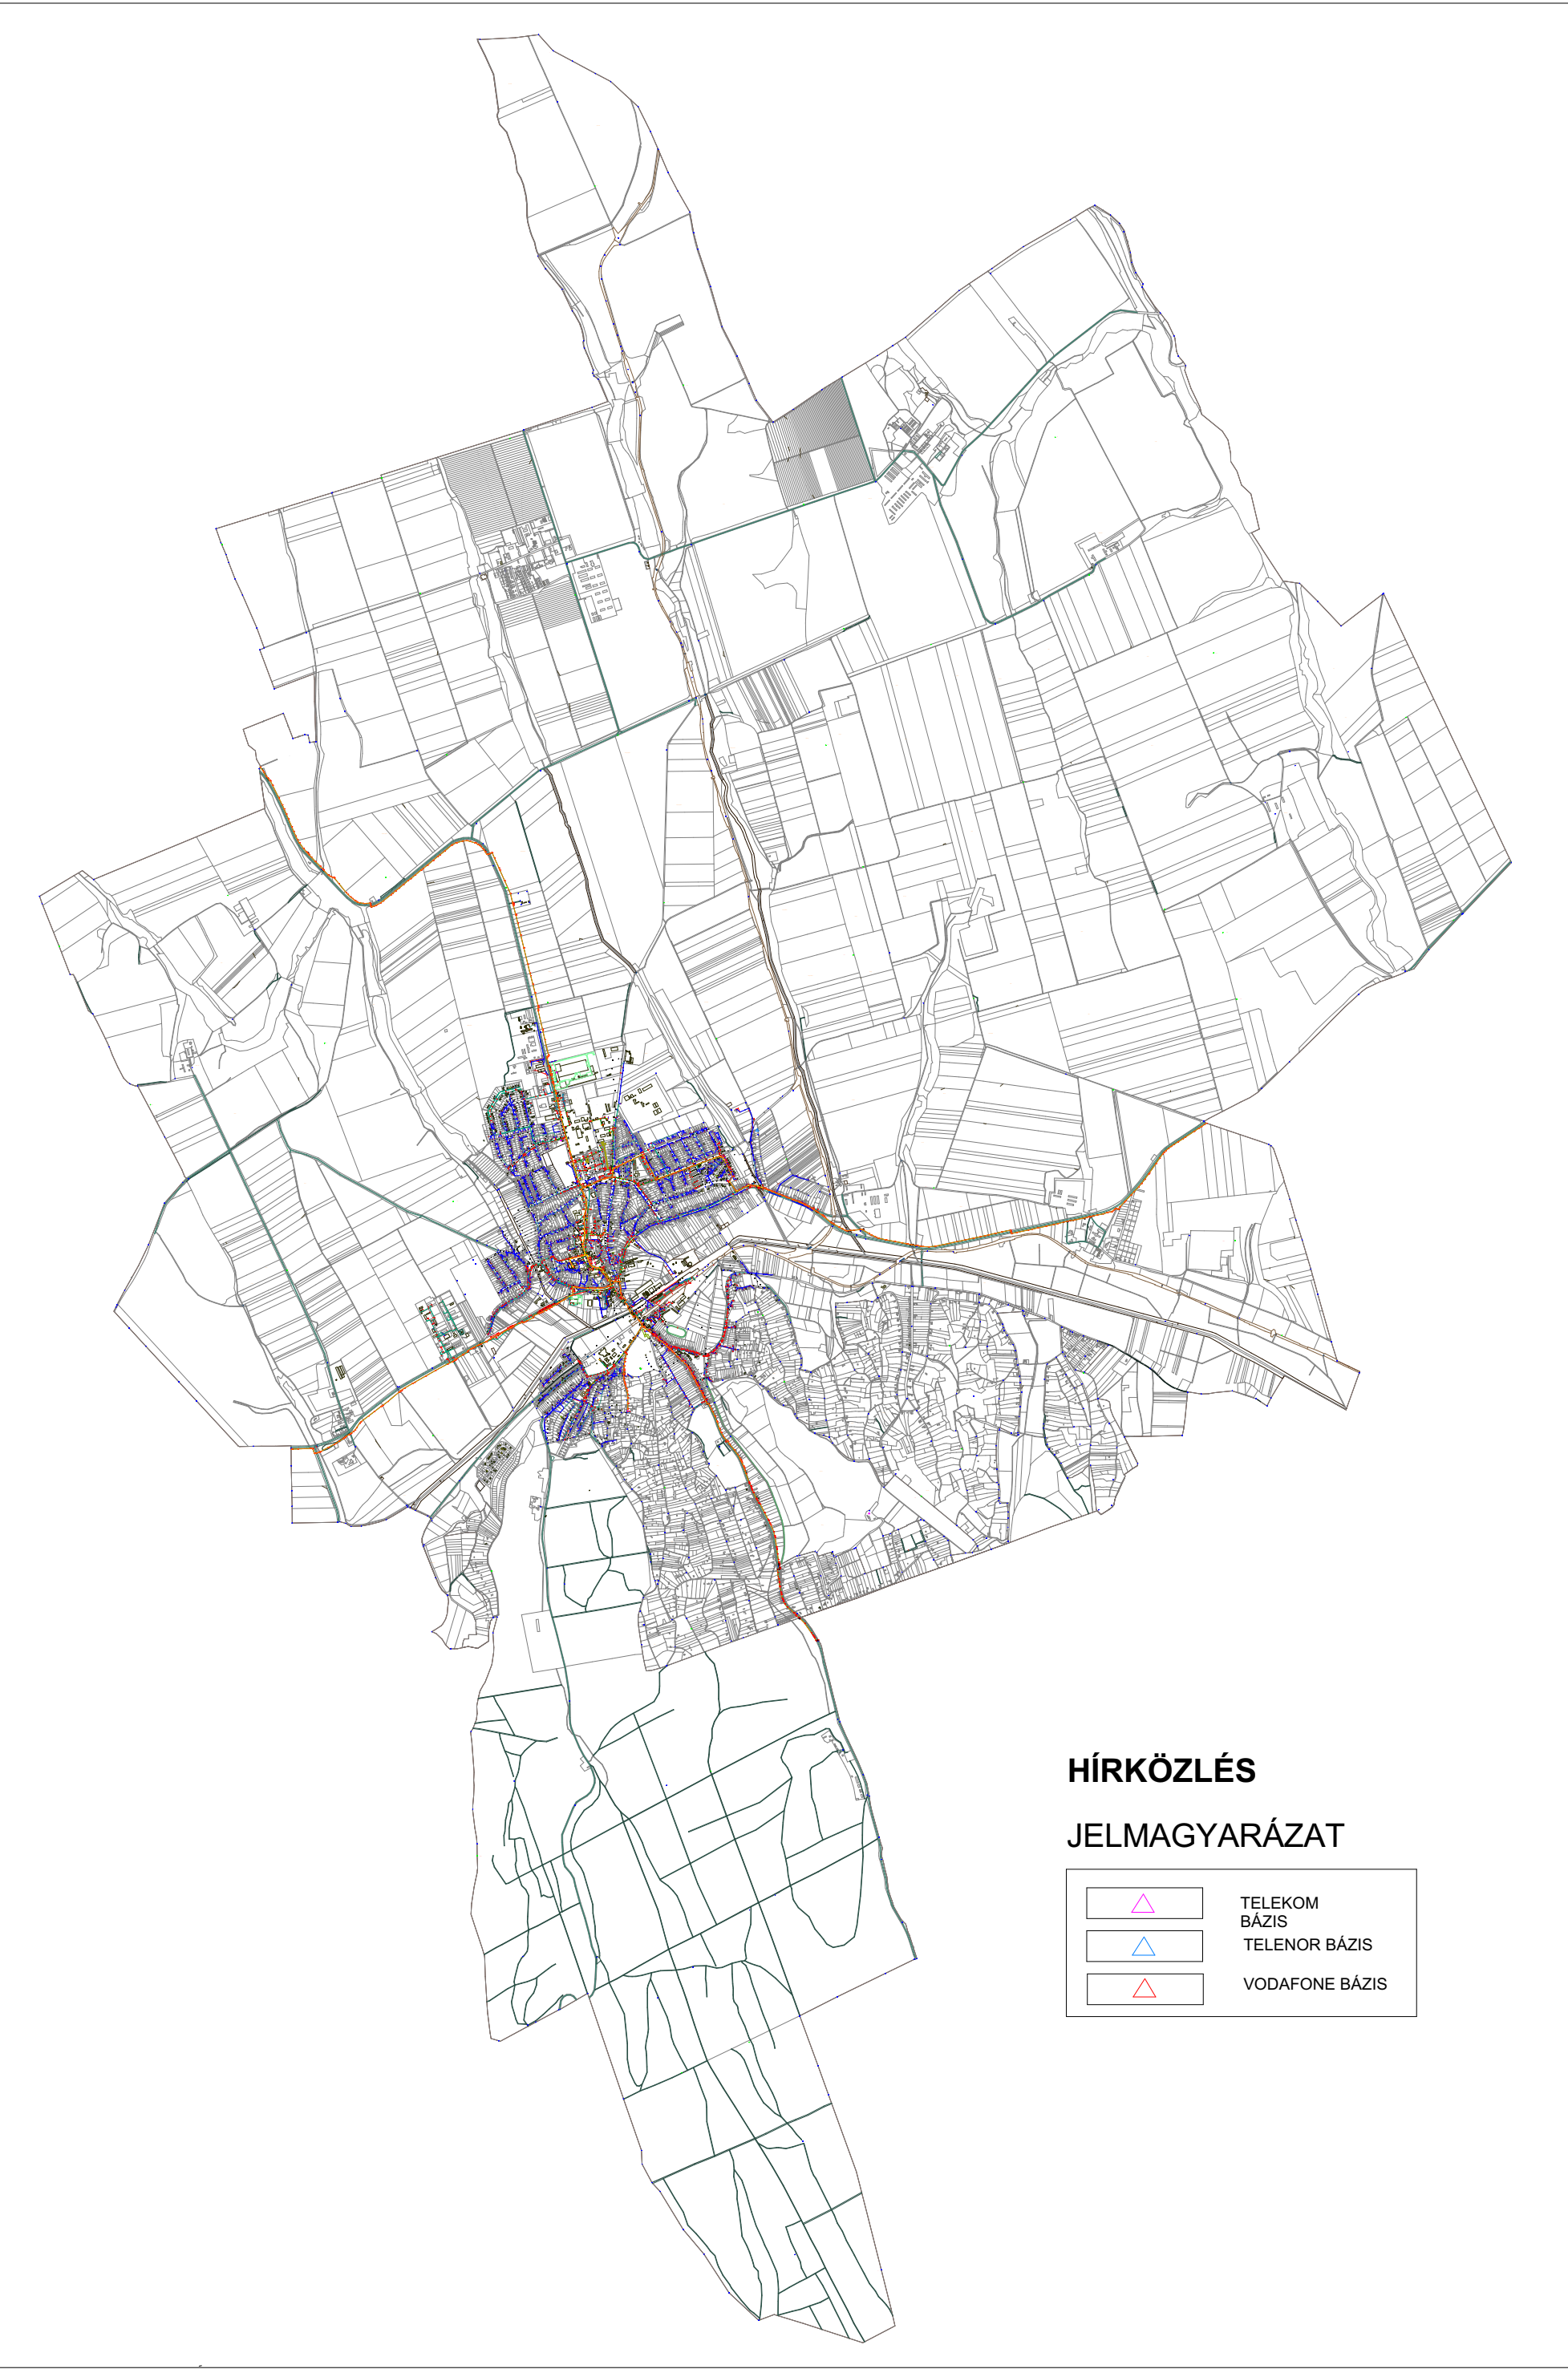 HÍRKÖZLÉS
JELMAGYARÁZAT
TELEKOM
BÁZIS
TELENOR BÁZIS
VODAFONE BÁZIS